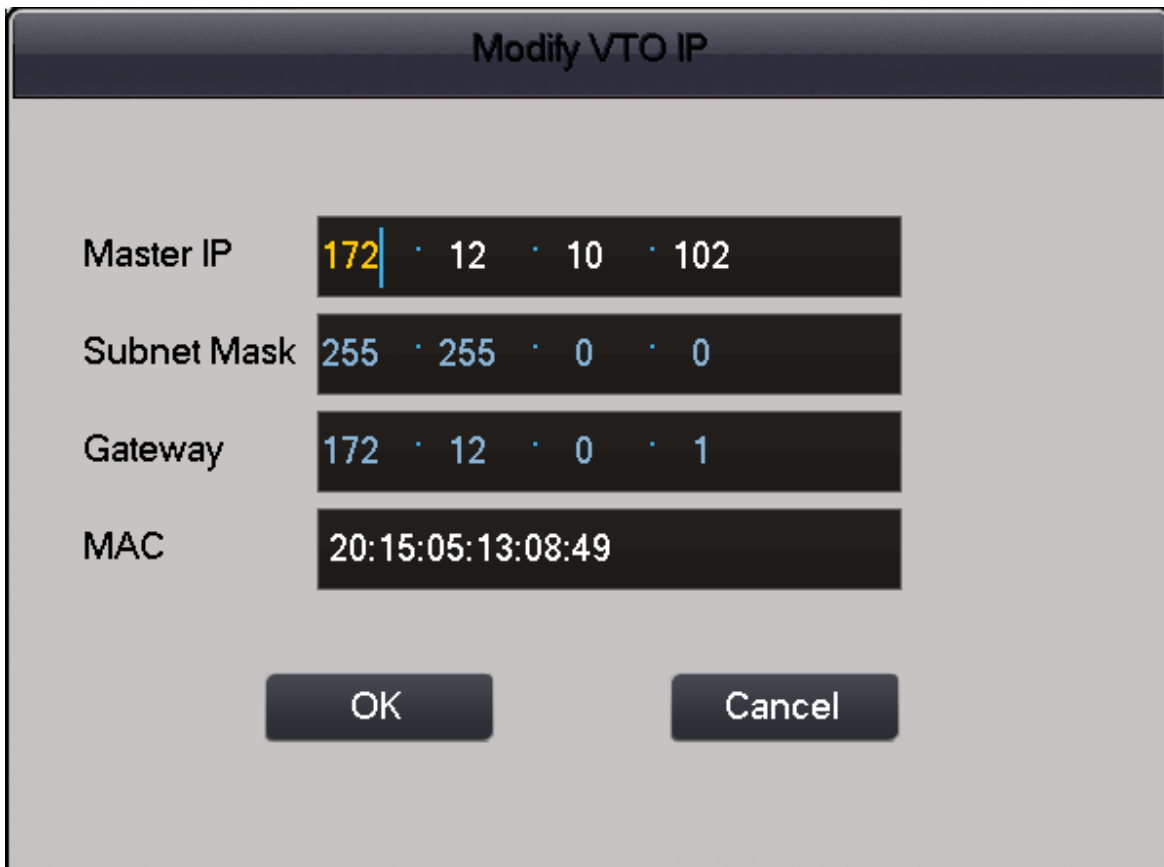 Modify VTO IP
Master IP 172 . 12 . 10 . 102
Subnet Mask 255 . 255 . 0 . 0
Gateway 172 . 12 . 0 . 1
MAC 20:15:05:13:08:49
OK Cancel